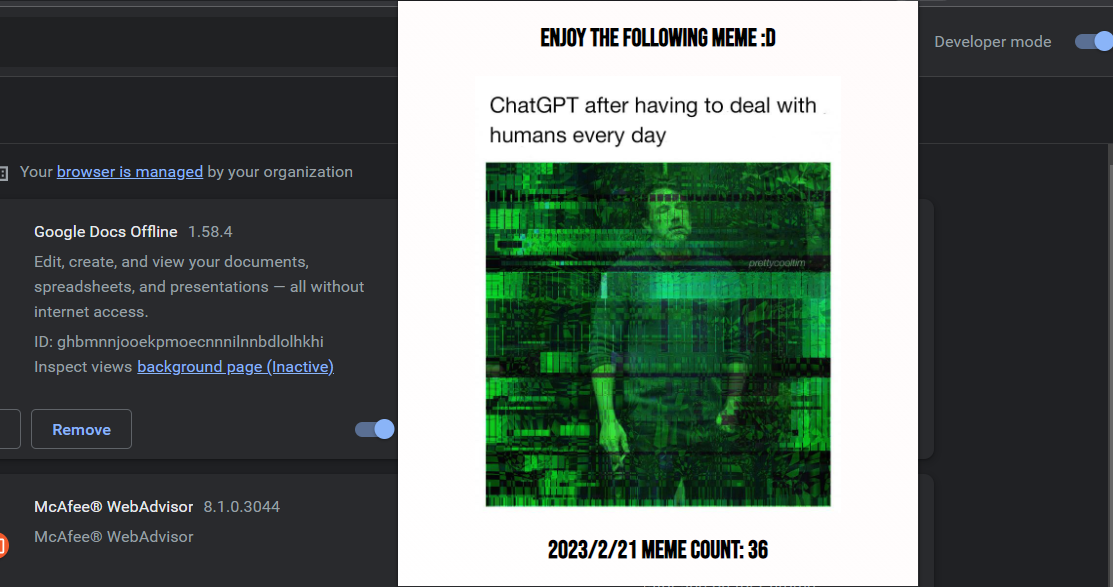 ENJOY THE FOLLOWING MEME :D
Developer mode
ChatGPT after having to deal with
humans every day
Your browser is managed by your organization
Google Docs Offline 1.58.4
Edit, create, and view your documents,
spreadsheets, and presentations — all without
internet access.
ID: ghbmnnjooekpmoecnnnilnnbdlolhkhi
Inspect views background page (Inactive)
Remove
prettycooltim
McAfee® WebAdvisor 8.1.0.3044
McAfee® WebAdvisor
2023/2/21 MEME COUNT: 36